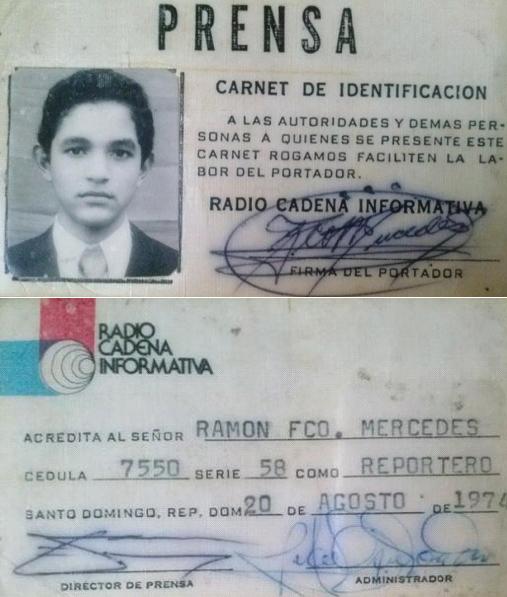 PRENSA
CARNET DE IDENTIFICACION
A LAS AUTORIDADES Y DEMAS PER-
SONAS A QUIENES SE PRESENTE ESTE
CARNET ROGAMOS FACILITEN LA LA-
BOR DEL PORTADOR.
RADIO CADENA INFORMATIVA
FIRMA DEL PORTADOR
RADIO
CADENA
INFORMATIVA
ACREDITA AL SEÑOR RAMON FCO. MERCEDES
CEDULA 7550 SERIE 58 COMO REPORTERO
SANTO DOMINGO, REP. DOM 20 DE AGOSTO DE 1974
DIRECTOR DE PRENSA
ADMINISTRADOR